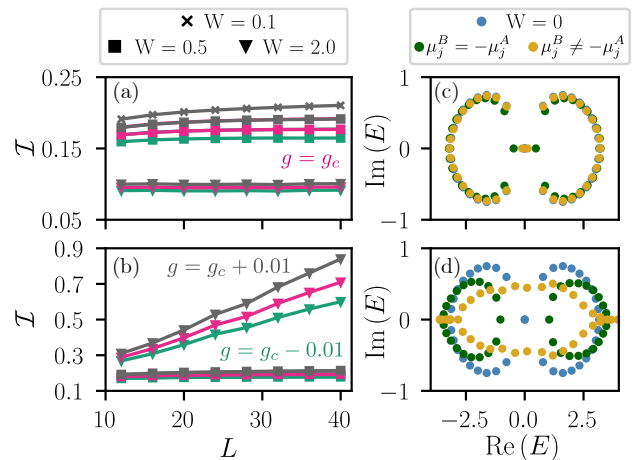 W = 0.1
W = 0.5 W = 2.0
W = 0
μ_j^B = −μ_j^A μ_j^B ≠ −μ_j^A
(a)
0.25
0.15
0.05
ℐ
g = g_c
(b)
0.9
0.7
0.5
0.3
0.1
ℐ
g = g_c + 0.01
g = g_c − 0.01
10 20 30 40
L
(c)
1
0
−1
Im (E)
(d)
1
0
−1
Im (E)
−2.5 0.0 2.5
Re (E)